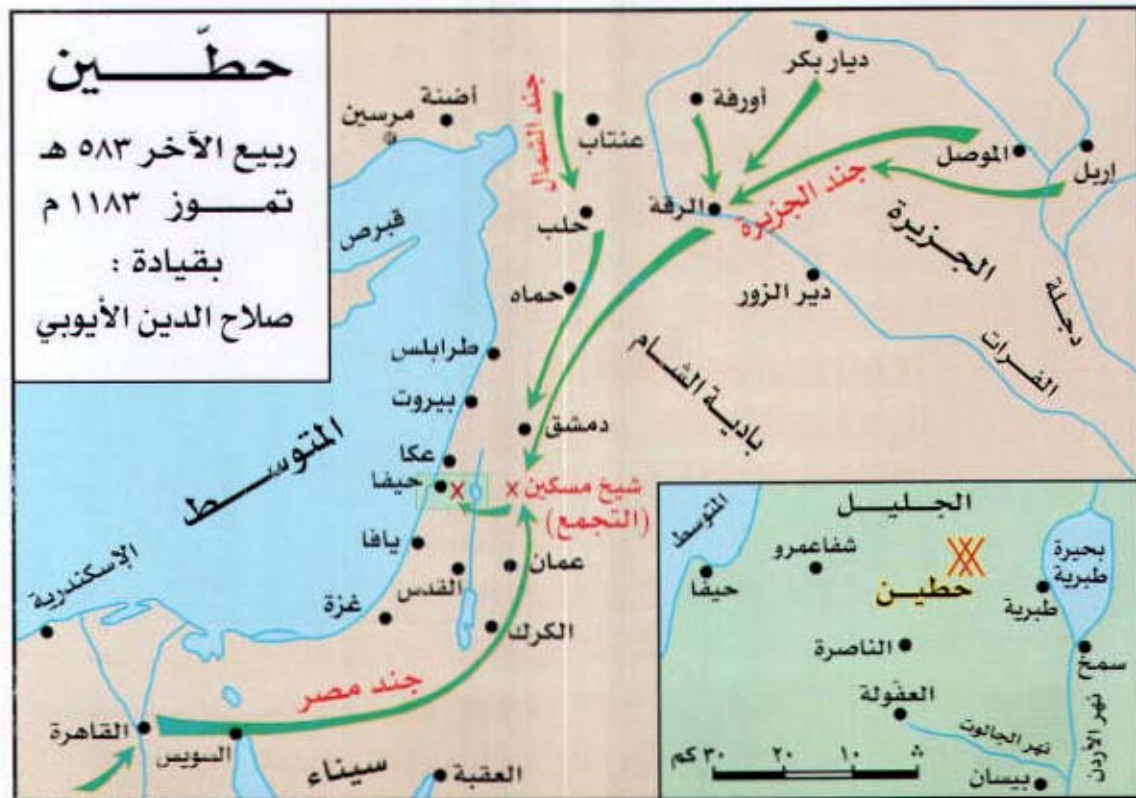 حطّين
ربيع الآخر ٥٨٣ هـ
تموز ١١٨٣ م
بقيادة :
صلاح الدين الأيوبي
ديار بكر
أورفة
أضنة
مرسين
جند الشمال
عنتاب
الموصل
إربل
جند الجزيرة
الرقة
حلب
الجزيرة
قبرص
حماه
دير الزور
دجلة
الفرات
طرابلس
بادية الشام
بيروت
دمشق
المتوسط
عكا
حيفا
شيخ مسكين
(التجمع)
يافا
عمان
القدس
الإسكندرية
غزة
الكرك
جند مصر
القاهرة
السويس
سيناء
العقبة
المتوسط
الجليل
بحيرة
طبرية
شفاعمرو
حيفا
حطين
طبرية
الناصرة
سمخ
العفولة
نهر الجالوت
نهر الأردن
بيسان
٣٠ كم
٢٠
١٠